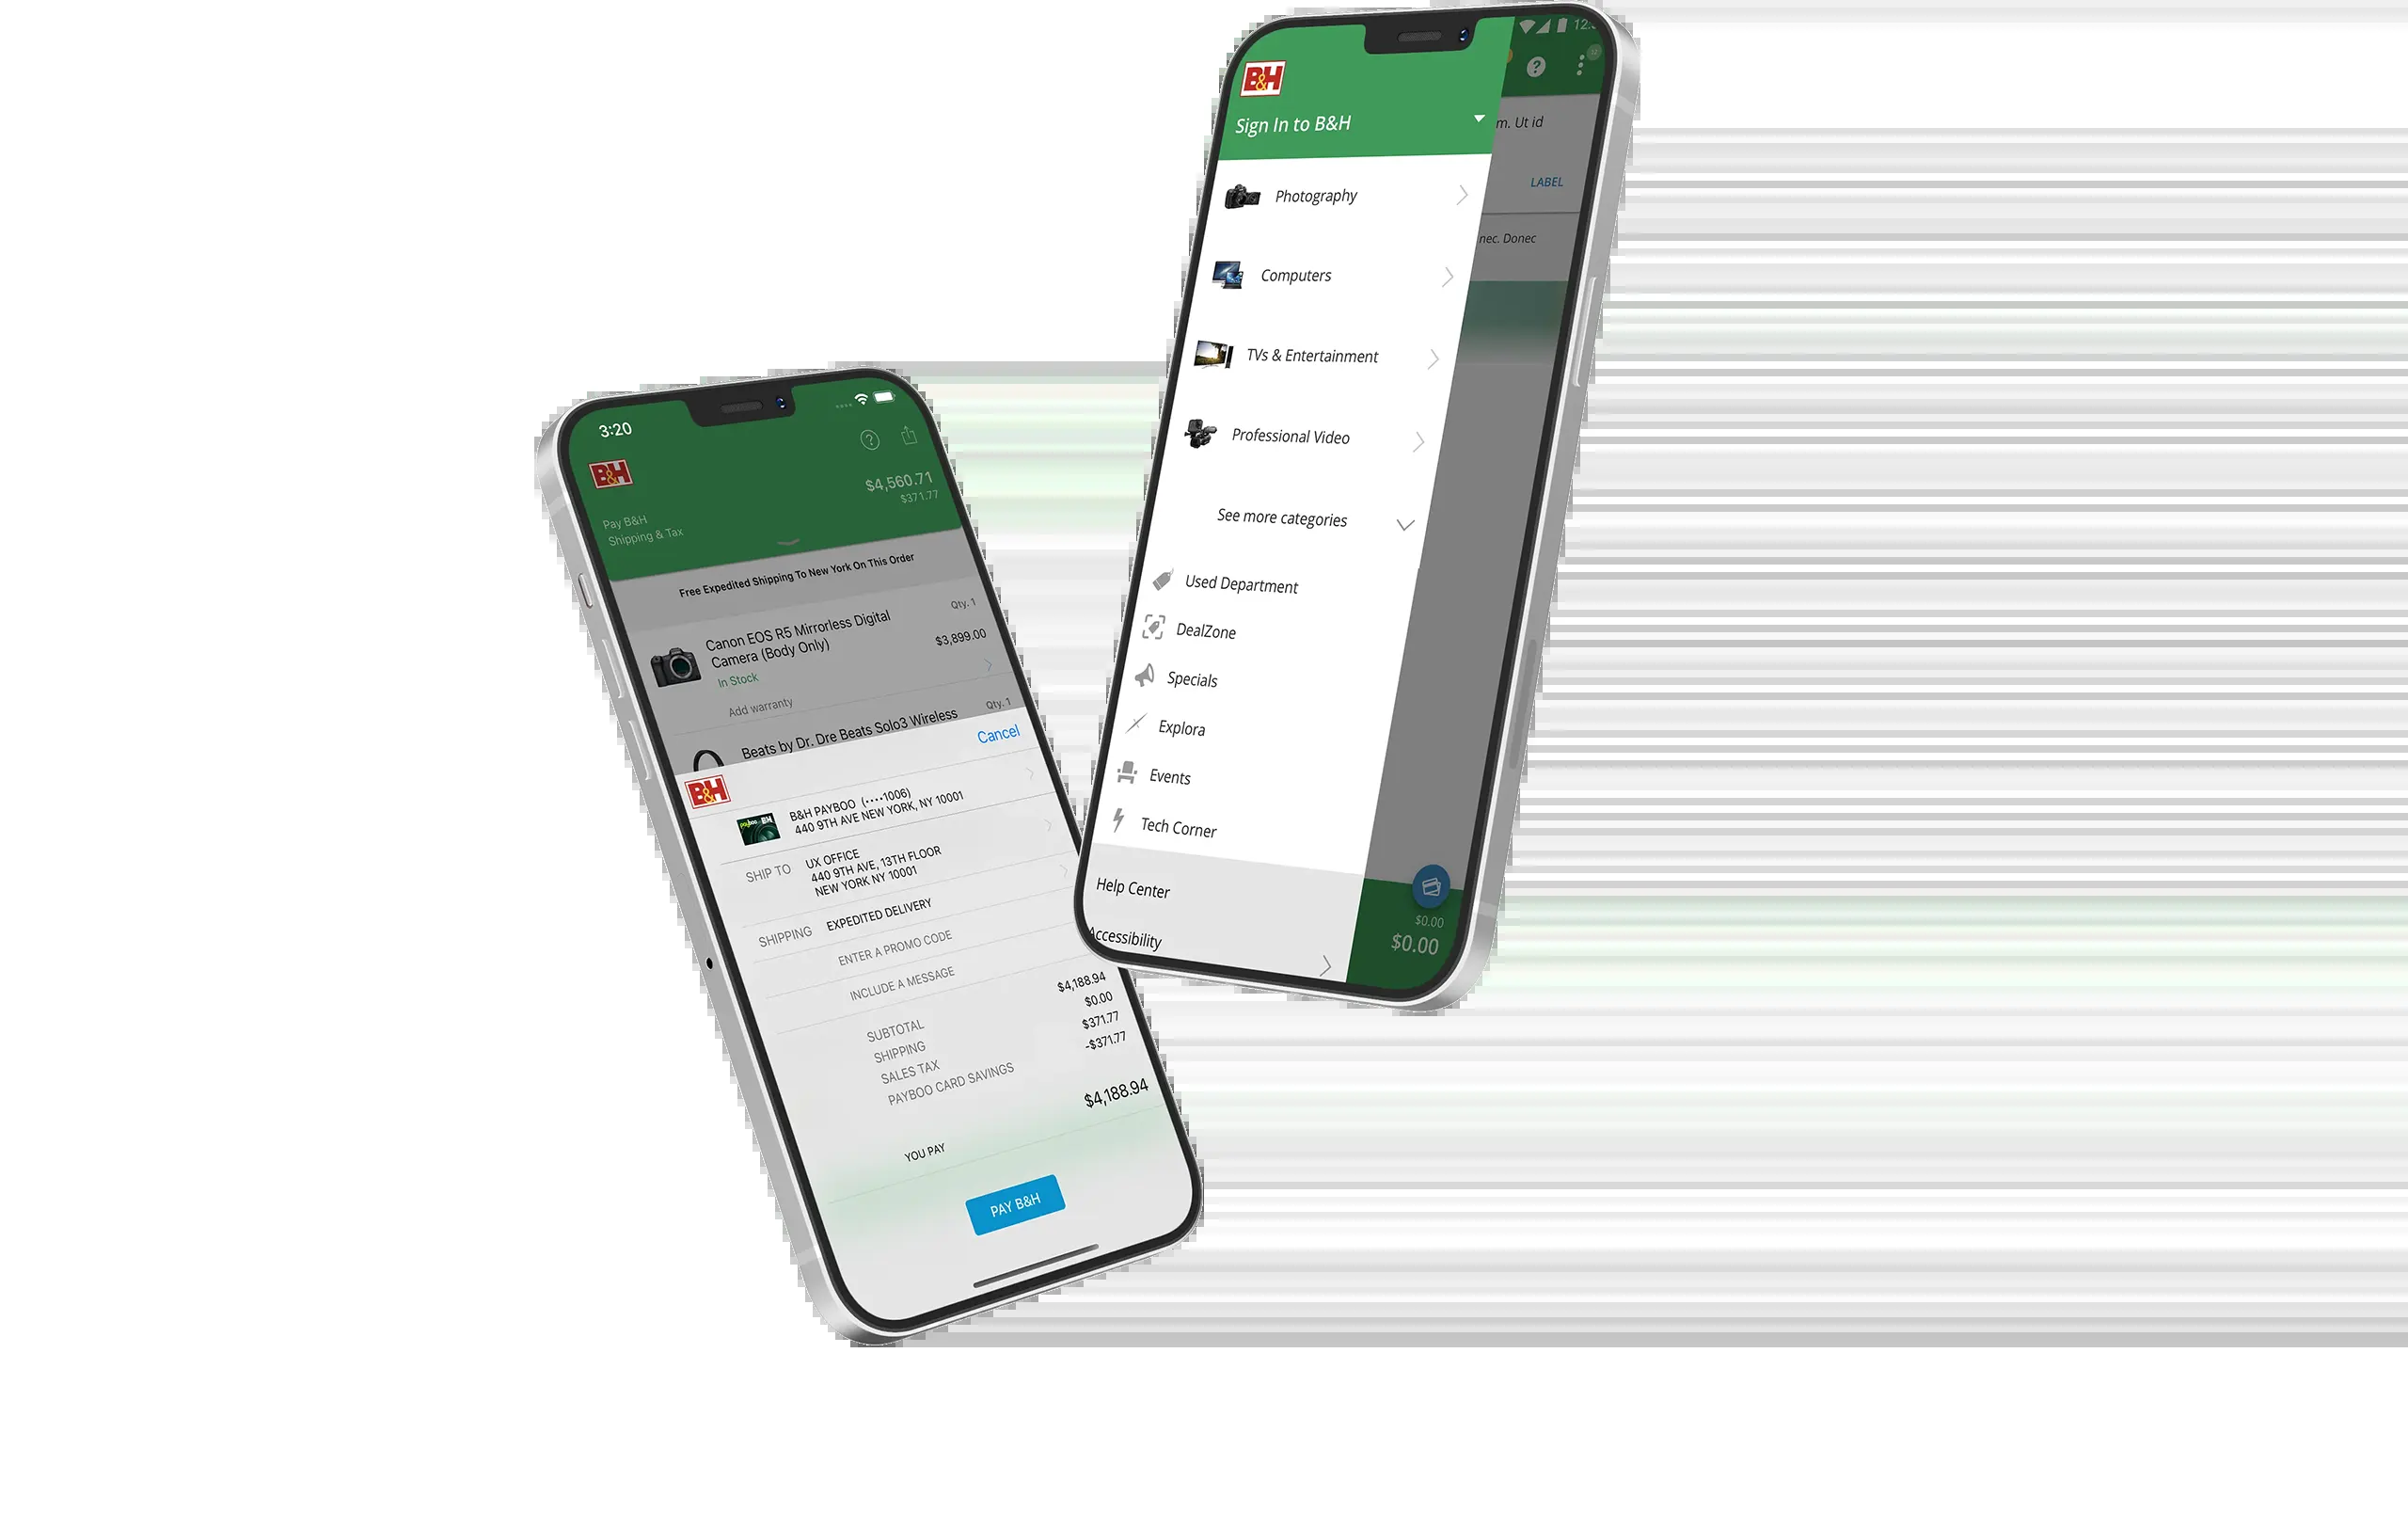 3:20
B&H
$4,560.71
$371.77
Pay B&H
Shipping & Tax
Free Expedited Shipping To New York On This Order
Qty. 1
Canon EOS R5 Mirrorless Digital
Camera (Body Only)
$3,899.00
In Stock
Add warranty
Qty. 1
Beats by Dr. Dre Beats Solo3 Wireless
Cancel
B&H
B&H PAYBOO (••••1006)
440 9TH AVE NEW YORK, NY 10001
SHIP TO
UX OFFICE
440 9TH AVE, 13TH FLOOR
NEW YORK NY 10001
SHIPPING
EXPEDITED DELIVERY
ENTER A PROMO CODE
INCLUDE A MESSAGE
SUBTOTAL $4,188.94
SHIPPING $0.00
SALES TAX $371.77
PAYBOO CARD SAVINGS -$371.77
YOU PAY $4,188.94
PAY B&H
B&H
Sign In to B&H
Photography
Computers
TVs & Entertainment
Professional Video
See more categories
Used Department
DealZone
Specials
Explora
Events
Tech Corner
Help Center
Accessibility
12:
m. Ut id
LABEL
nec. Donec
$0.00
$0.00